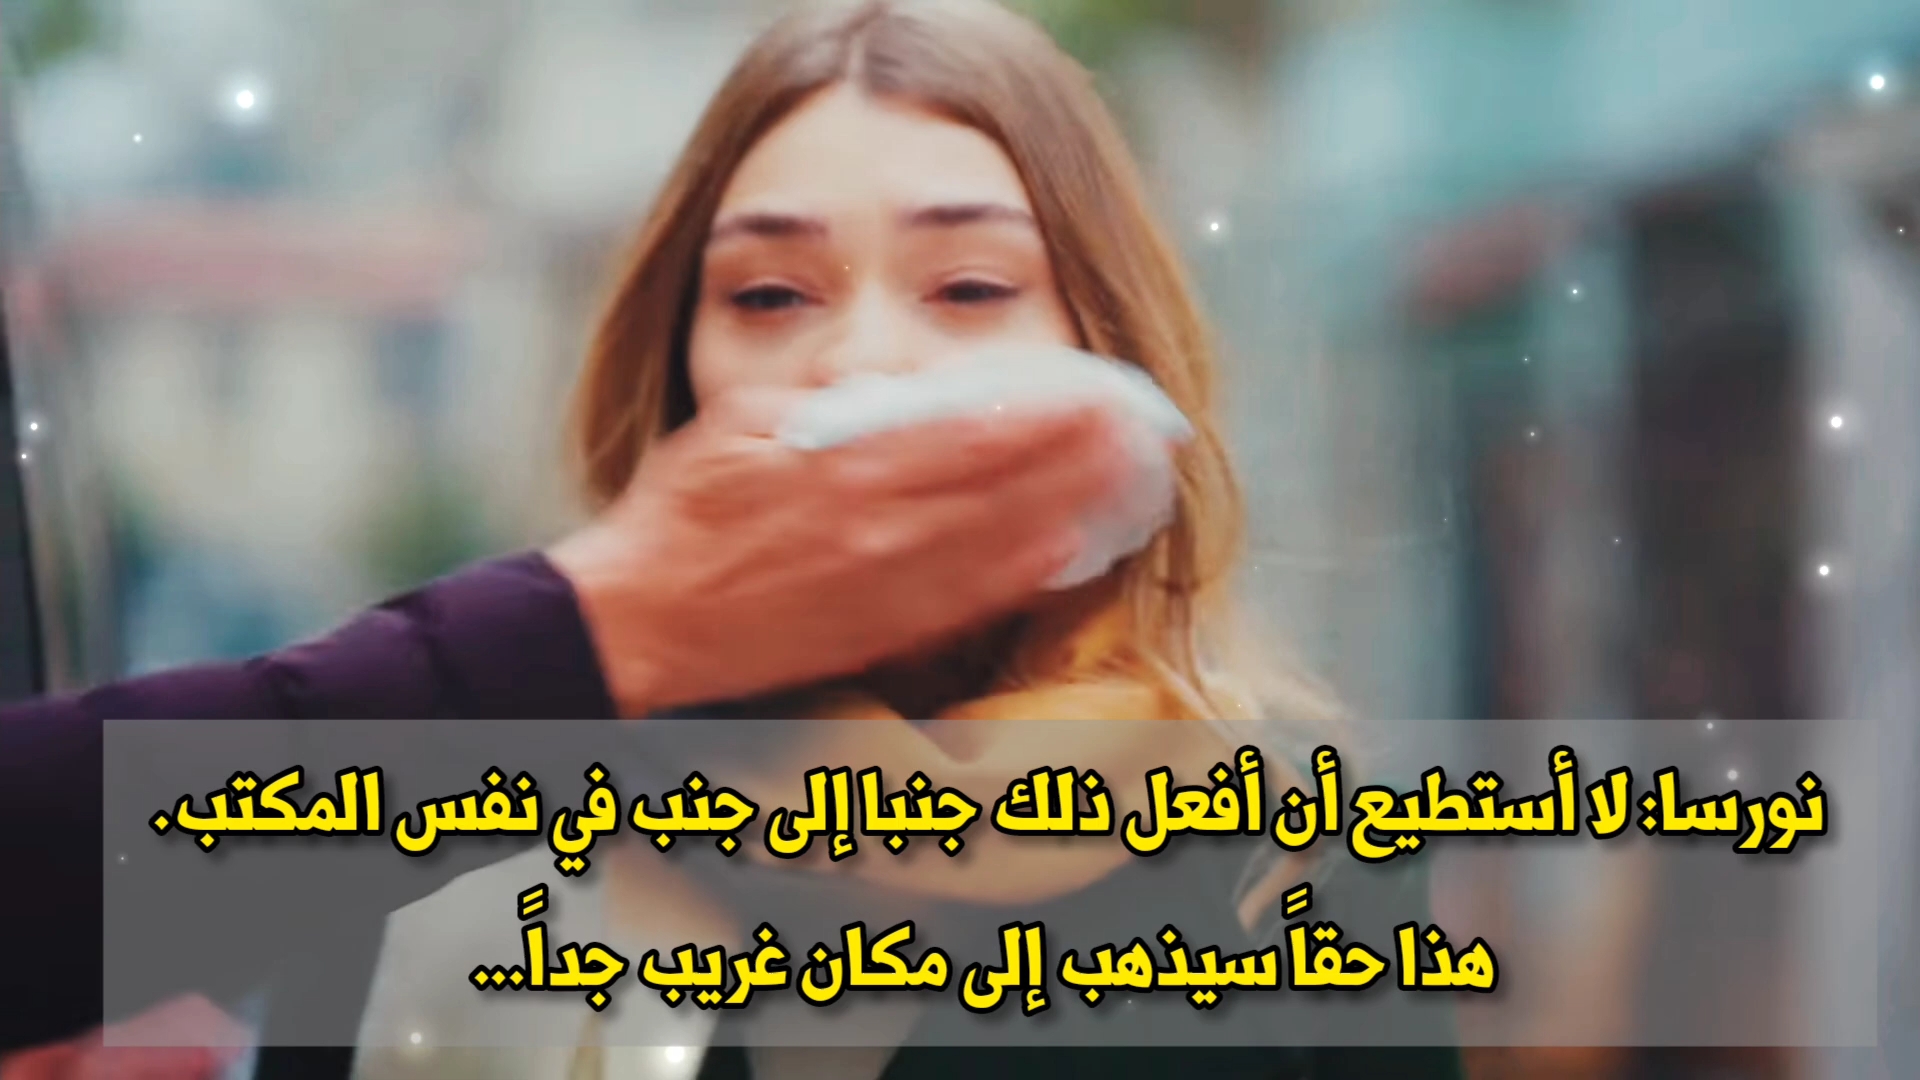 نورسا: لا أستطيع أن أفعل ذلك جنبا إلى جنب في نفس المكتب.
هذا حقاً سيذهب إلى مكان غريب جداً...